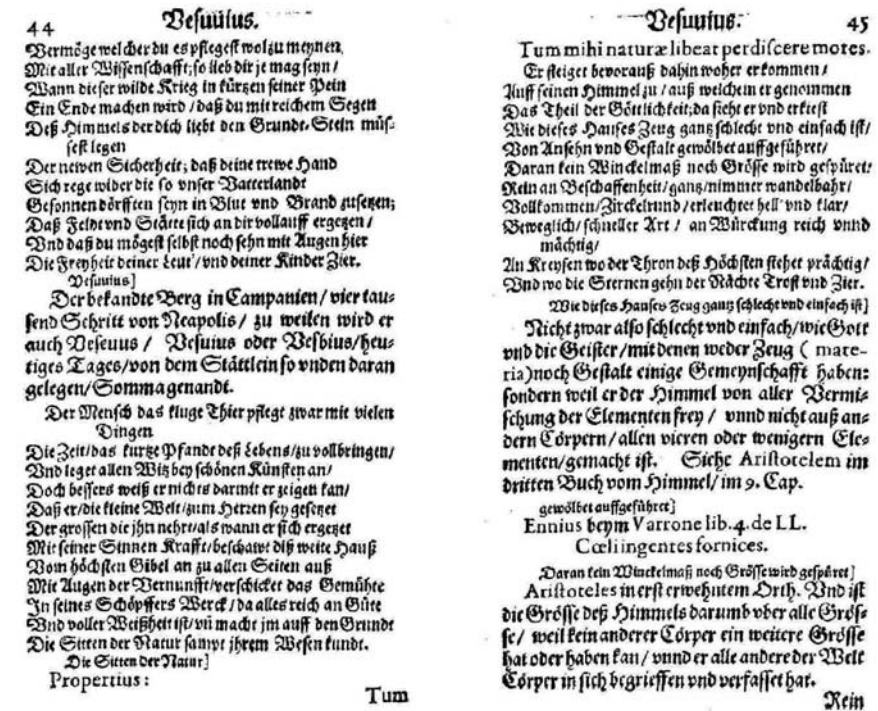 44 Vesuvius.
Vermöge welcher du es pflegest wol zu meynen,
Mit aller Wissenschafft; so lieb dir je mag seyn /
Wann dieser wilde Krieg in kürtzen seiner Pein
Ein Ende machen wird / daß du mit reichem Segen
Deß Himmels der dich liebt den Grunde-Stein müs-
sest legen
Der newen Sicherheit; daß deine trewe Hand
Sich rege wider die so vnser Vatterlandt
Gesonnen dörfften seyn in Blut vnd Brand zusetzen;
Daß Feldt vnd Stätte sich an dir vollauff ergetzen /
Vnd daß du mögest selbst noch sehn mit Augen hier
Die Freyheit deiner Leut' / vnd deiner Kinder Zier.
Vesuvius]
Der bekandte Berg in Campanien / vier tau-
send Schritt von Neapolis / zu weilen wird er
auch Veseuus / Vesuius oder Vesbius / heu-
tiges Tages / von dem Stättlein so vnden daran
gelegen / Somma genandt.
Der Mensch das kluge Thier pflegt zwar mit vielen
Dingen
Die Zeit / das kurtze Pfandt deß Lebens / zu vollbringen /
Vnd leget allen Witz bey schönen Künsten an /
Doch bessers weiß er nichts darmit er zeigen kan /
Daß er / die kleine Welt / zum Herren sey gesetzet
Der grossen die jhn nehrt / als wann er sich ergetzet
Mit seiner Sinnen Krafft / beschawt diß weite Hauß
Vom höchsten Gibel an zu allen Seiten auß
Mit Augen der Vernunfft / verschicket das Gemühte
In seines Schöpffers Werck / da alles reich an Güte
Vnd voller Weißheit ist / vñ macht jm auff den Grundt
Die Sitten der Natur sampt jhrem Wesen kundt.
Die Sitten der Natur]
Propertius:
Tum
Vesuvius. 45
Tum mihi naturæ libeat perdiscere mores.
Er steiget bevorauß dahin woher er kommen /
Auff seinen Himmel zu / auß welchem er genommen
Das Theil der Göttlichkeit; da sieht er vnd erkiest
Wie dieses Hauses Zeug gantz schlecht vnd einfach ist /
Von Ansehn vnd Gestalt gewölbet auffgeführet /
Daran kein Winckelmaß noch Grösse wird gespüret:
Rein an Beschaffenheit / gantz / nimmer wandelbahr /
Vollkommen / Zirckelrund / erleuchtet hell vnd klar /
Beweglich / schneller Art / an Würckung reich vnnd
mächtig /
An Kreysen wo der Thron deß Höchsten stehet prächtig /
Vnd wo die Sternen gehn der Nächte Trost vnd Zier.
Wie dieses Hauses Zeug gantz schlecht vnd einfach ist]
Nicht zwar also schlecht vnd einfach / wie Gott
vnd die Geister / mit denen weder Zeug ( mate-
ria) noch Gestalt einige Gemeynschafft haben:
sondern weil er der Himmel von aller Vermi-
schung der Elementen frey / vnnd nicht auß an-
dern Cörpern / allen vieren oder wenigern Ele-
menten / gemacht ist. Siehe Aristotelem im
dritten Buch vom Himmel / im 9. Cap.
gewölbet auffgeführet]
Ennius beym Varrone lib. 4. de LL.
Cœli ingentes fornices.
Daran kein Winckelmaß noch Grösse wird gespüret]
Aristoteles in erst erwehntem Orth. Vnd ist
die Grösse deß Himmels darumb vber alle Grös-
se / weil kein anderer Cörper ein weitere Grösse
hat oder haben kan / vnnd er alle andere der Welt
Cörper in sich begrieffen vnd verfasset hat.
Rein